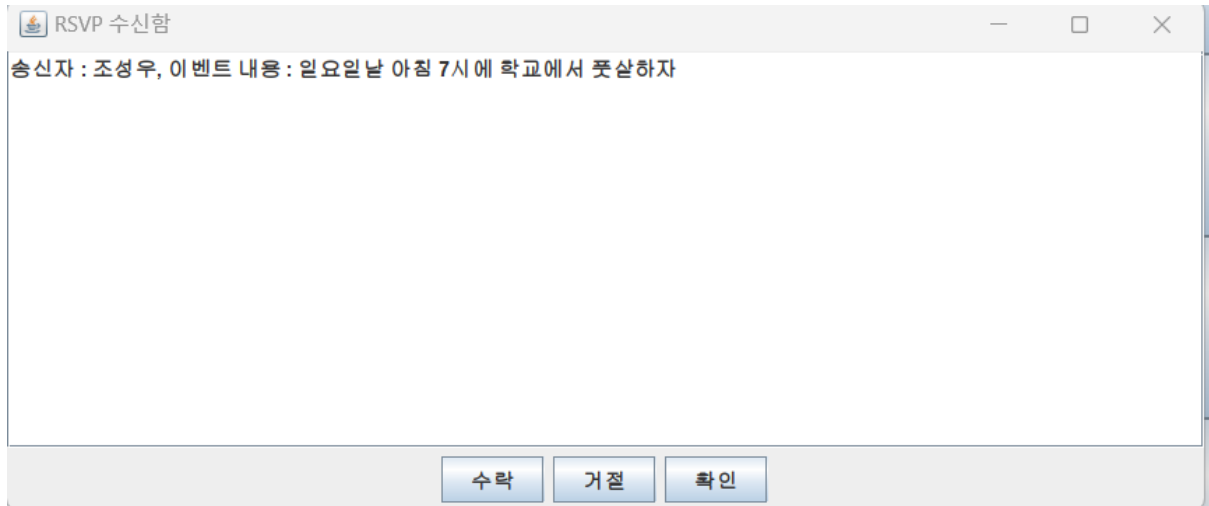 RSVP 수신함
송신자 : 조성우, 이벤트 내용 : 일요일날 아침 7시에 학교에서 풋살하자
수락 거절 확인